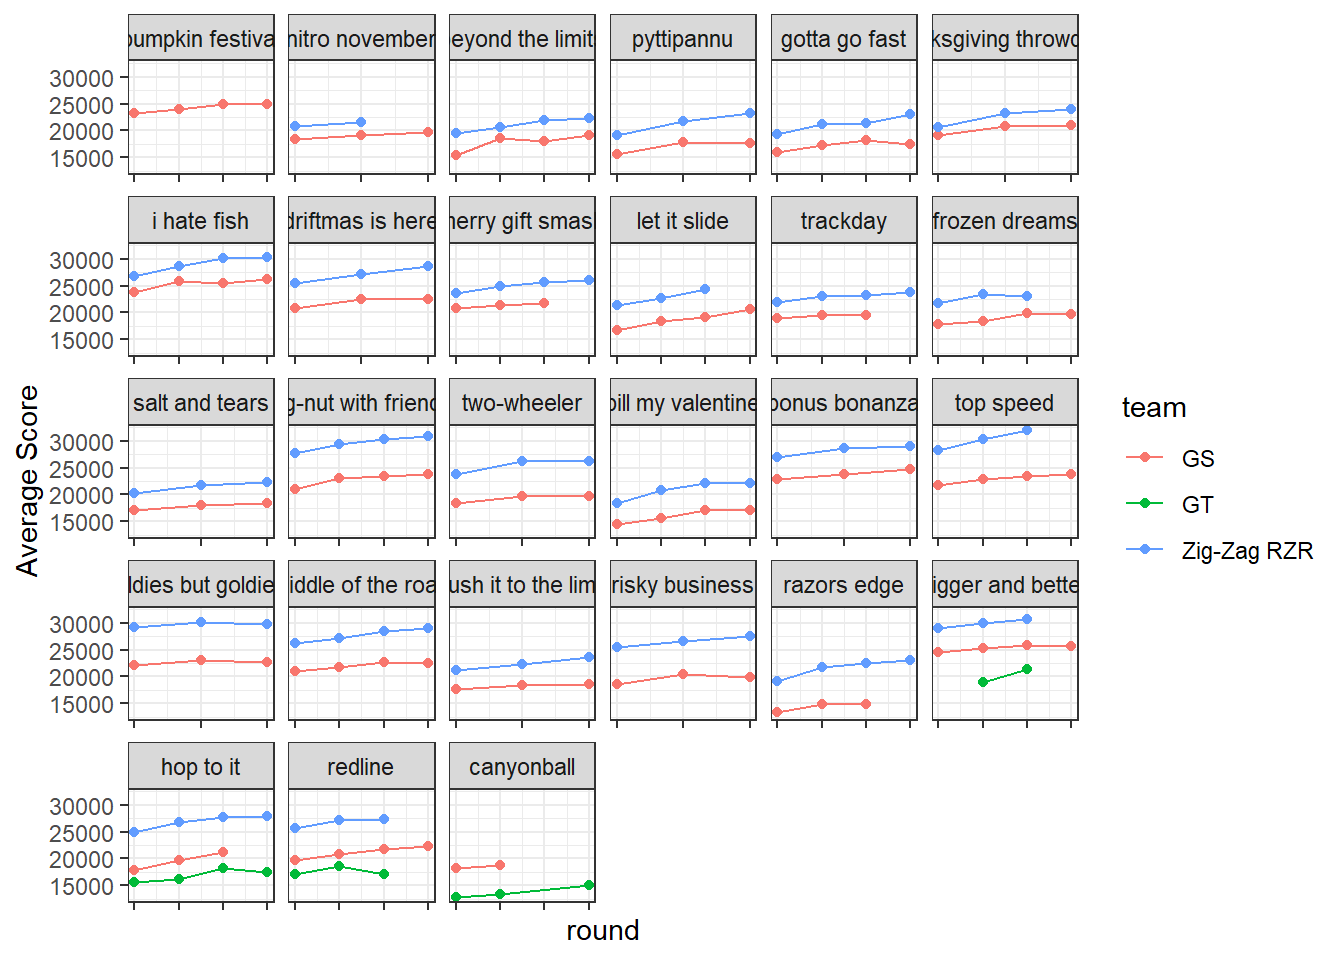 pumpkin festiva
nitro november
eyond the limit
pyttipannu
gotta go fast
ksgiving throwd
30000
25000
20000
15000
i hate fish
driftmas is here
nerry gift smas
let it slide
trackday
frozen dreams
30000
25000
20000
15000
salt and tears
g-nut with friend
two-wheeler
bill my valentine
bonus bonanza
top speed
30000
25000
20000
15000
ldies but goldie
iddle of the roa
ush it to the lim
risky business
razors edge
igger and bette
30000
25000
20000
15000
hop to it
redline
canyonball
30000
25000
20000
15000
Average Score
round
team
GS
GT
Zig-Zag RZR